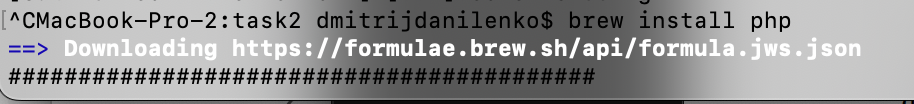 [^CMacBook-Pro-2:task2 dmitrijdanilenko$ brew install php
==> Downloading https://formulae.brew.sh/api/formula.jws.json
##########################################